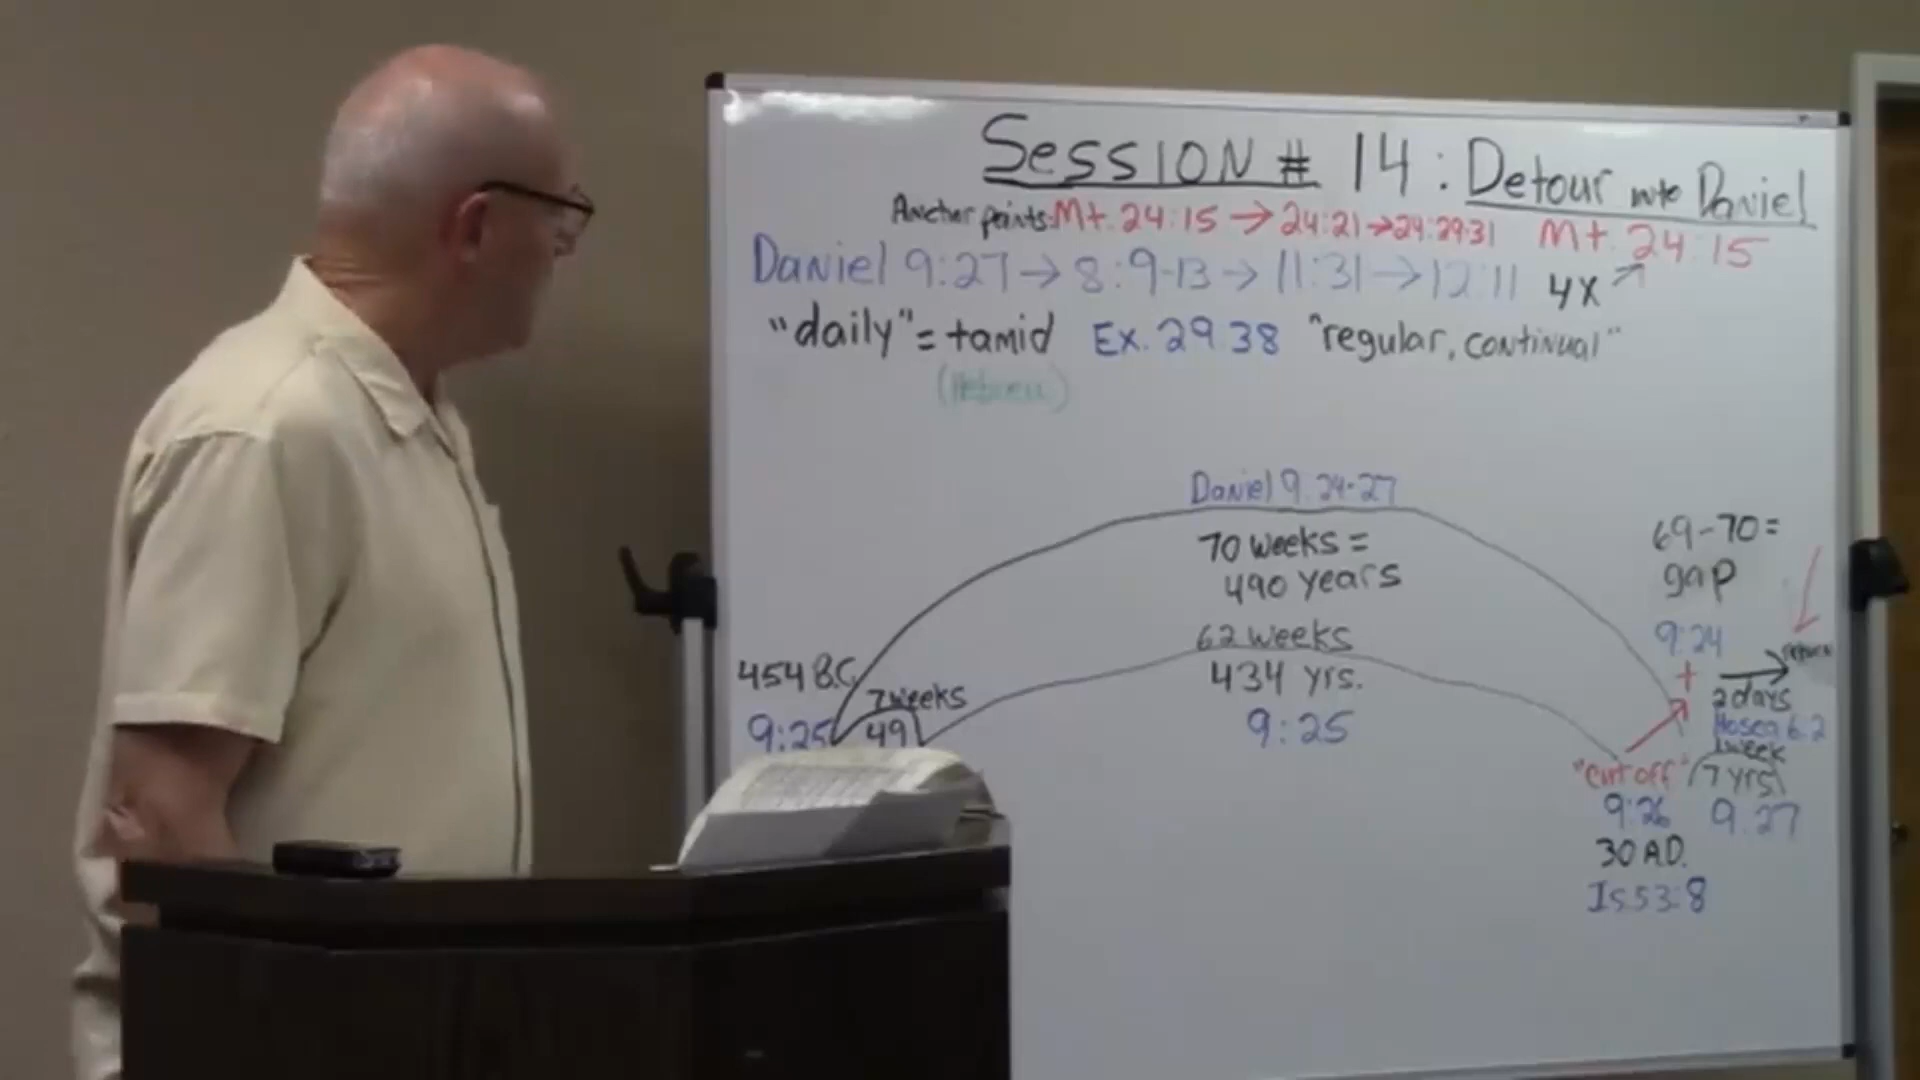 Session # 14: Detour into Daniel
Anchor points: Mt. 24:15 → 24:21 → 24:29-31 Mt. 24:15
Daniel 9:27 → 8:9-13 → 11:31 → 12:11 4x
"daily" = tamid Ex. 29:38 "regular, continual"
(Hebrew)
Daniel 9:24-27
70 weeks =
490 years
69-70 =
gap
9:24
+
return
2 days
Hosea 6:2
62 weeks
434 yrs.
9:25
454 B.C.
7 weeks
9:25 49
1 week
"cut off" 7 yrs
9:26 9:27
30 A.D.
Is. 53:8